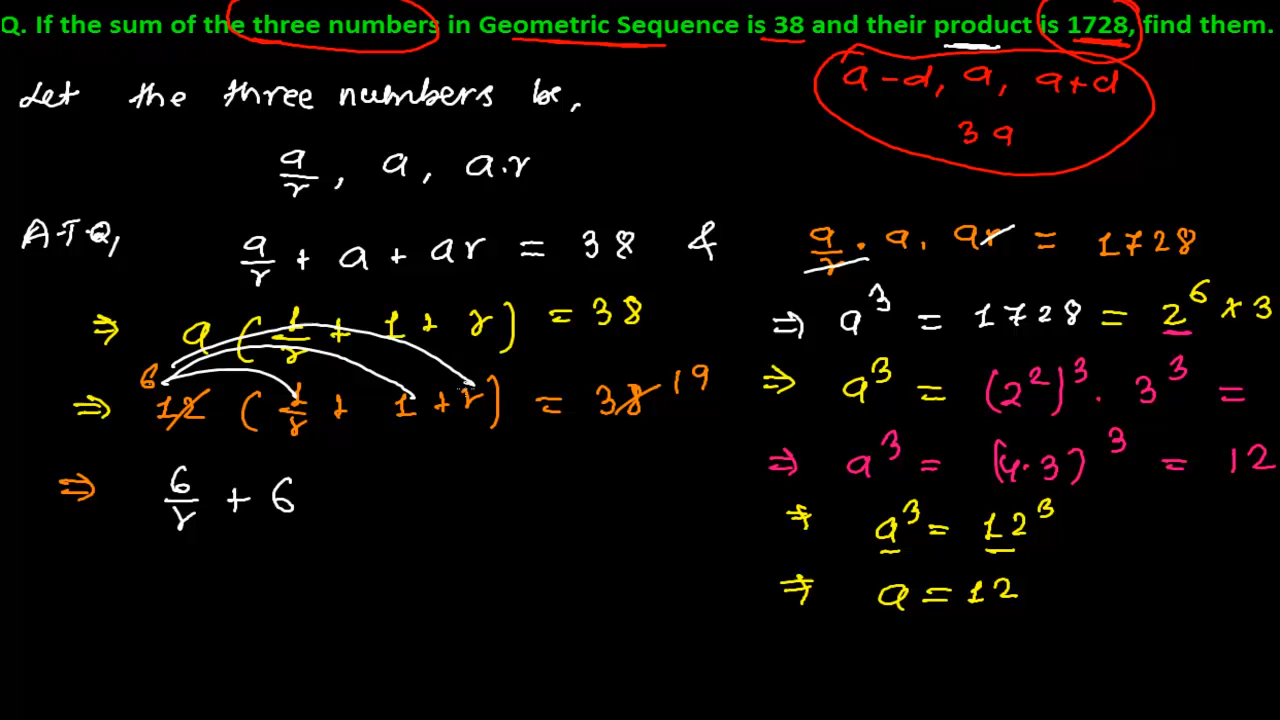 Q. If the sum of the three numbers in Geometric Sequence is 38 and their product is 1728, find them.
Let the three numbers be,
a-d, a, a+d
3a
a/r, a, a.r
A.T.Q,
a/r + a + ar = 38 &
a/r . a . ar = 1728
⇒ a (1/r + 1 + r) = 38
⇒ a³ = 1728 = 2⁶ × 3
⇒ 12 6 (1/r + 1 + r) = 38 19
⇒ a³ = (2²)³ . 3³ =
⇒ a³ = (4.3)³ = 12
⇒ 6/r + 6
⇒ a³ = 12³
⇒ a = 12